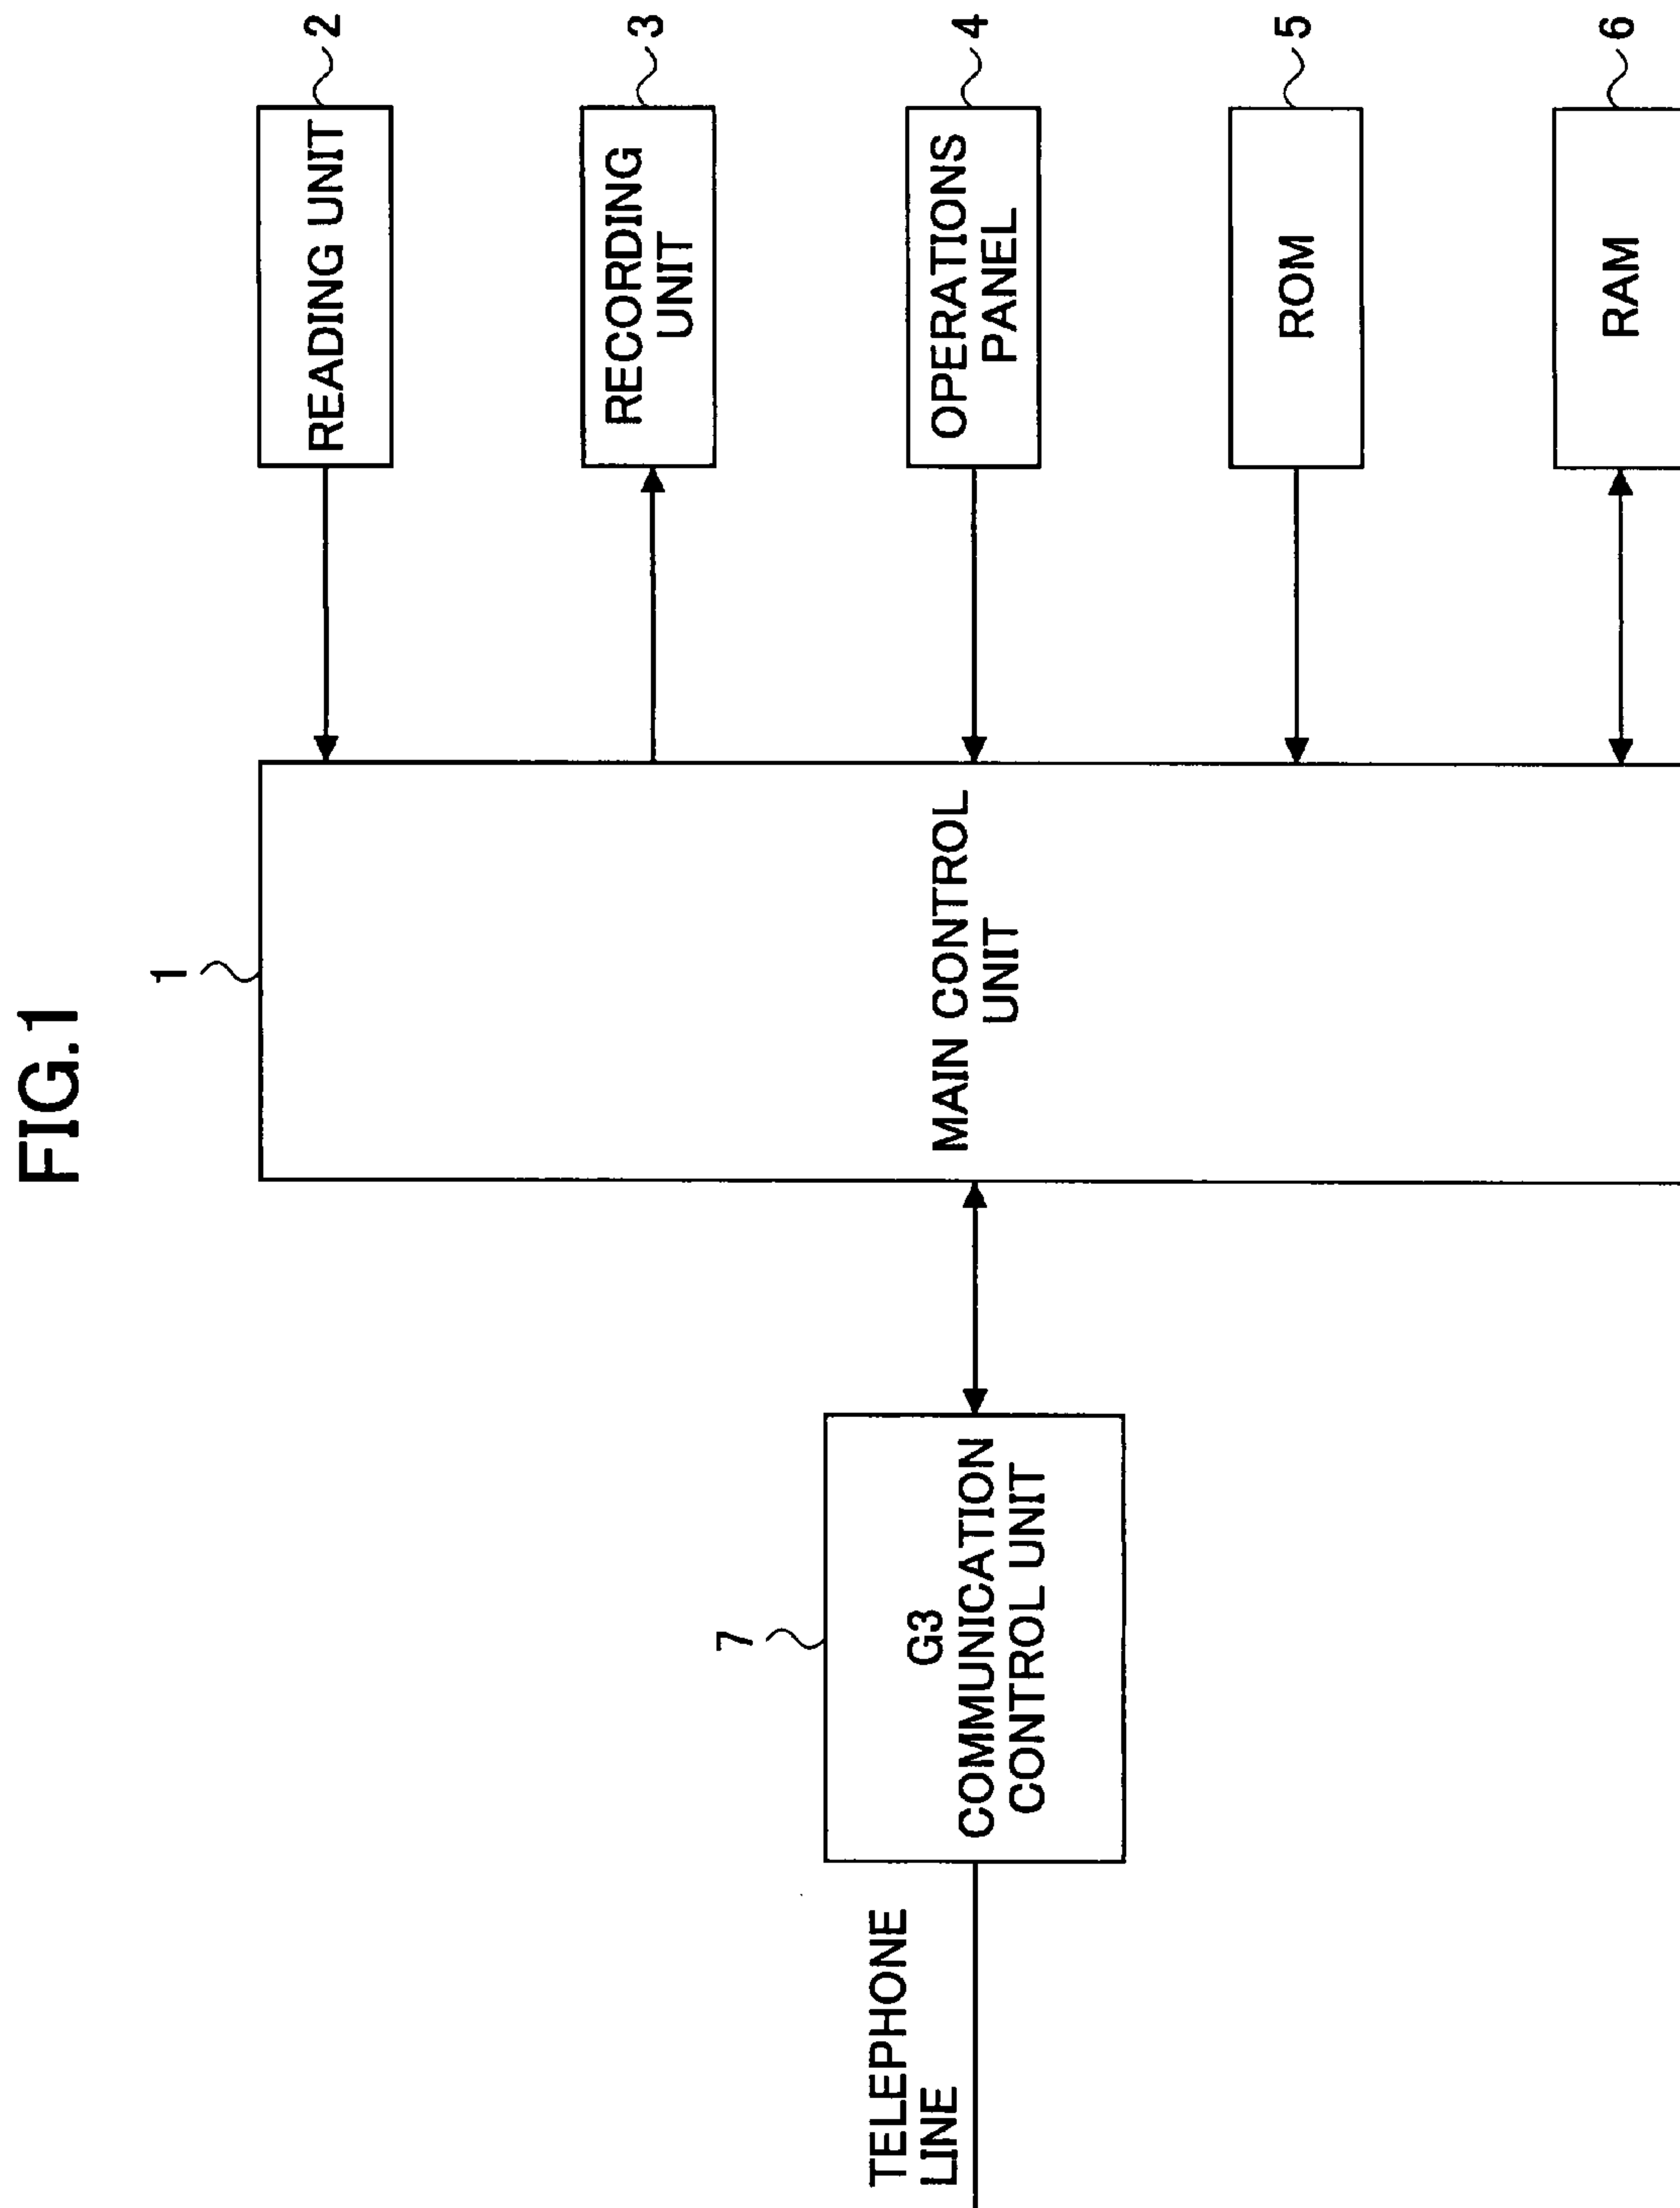 FIG.1
1
MAIN CONTROL
UNIT
2
READING UNIT
3
RECORDING
UNIT
4
OPERATIONS
PANEL
5
ROM
6
RAM
7
G3
COMMUNICATION
CONTROL UNIT
TELEPHONE
LINE